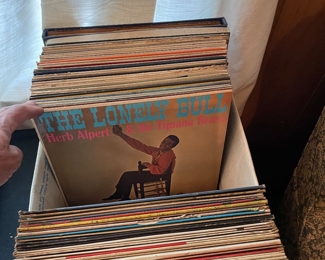 THE LONELY BULL
Herb Alpert & the Tijuana Brass